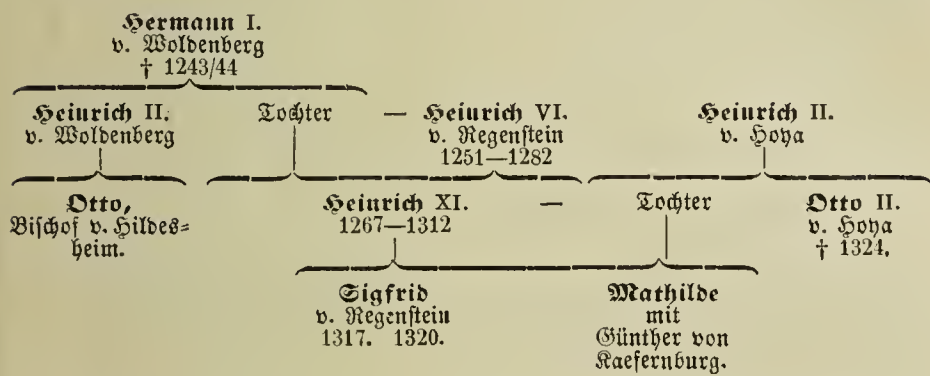 Hermann I.
v. Woldenberg
† 1243/44
Heinrich II. Tochter — Heinrich VI. Heinrich II.
v. Woldenberg v. Regenstein v. Hoya
1251—1282
Otto, Heinrich XI. — Tochter Otto II.
Bischof v. Hildes= 1267—1312 v. Hoya
heim. † 1324.
Sigfrid Mathilde
v. Regenstein mit
1317. 1320. Günther von
Kaefernburg.